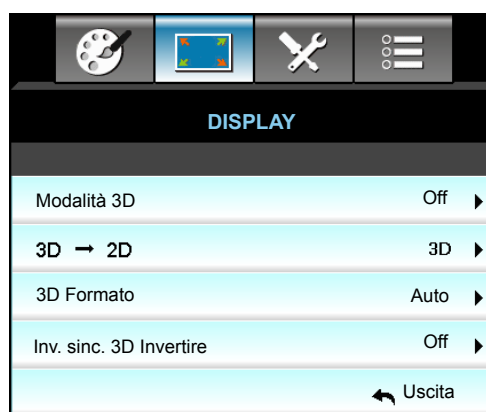 DISPLAY
Modalità 3D Off
3D → 2D 3D
3D Formato Auto
Inv. sinc. 3D Invertire Off
Uscita